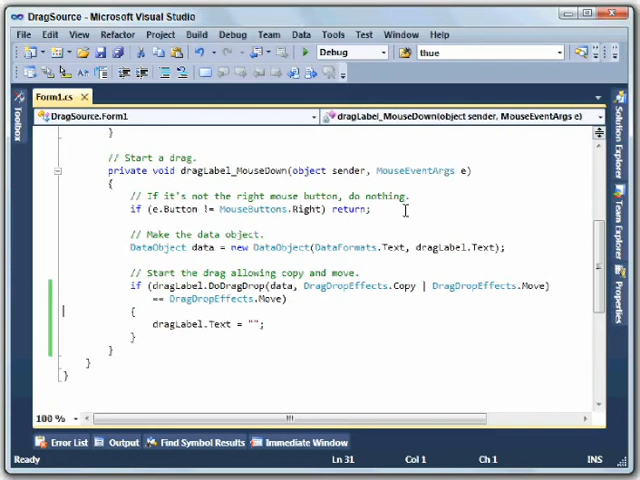 DragSource - Microsoft Visual Studio
File Edit View Refactor Project Build Debug Team Data Tools Test Window Help
Debug thue
Form1.cs
DragSource.Form1 dragLabel_MouseDown(object sender, MouseEventArgs e)
Toolbox
}
// Start a drag.
private void dragLabel_MouseDown(object sender, MouseEventArgs e)
{
// If it's not the right mouse button, do nothing.
if (e.Button != MouseButtons.Right) return;
// Make the data object.
DataObject data = new DataObject(DataFormats.Text, dragLabel.Text);
// Start the drag allowing copy and move.
if (dragLabel.DoDragDrop(data, DragDropEffects.Copy | DragDropEffects.Move)
== DragDropEffects.Move)
{
dragLabel.Text = "";
}
}
}
}
Solution Explorer
Team Explorer
Properties
100 %
Error List Output Find Symbol Results Immediate Window
Ready Ln 31 Col 1 Ch 1 INS